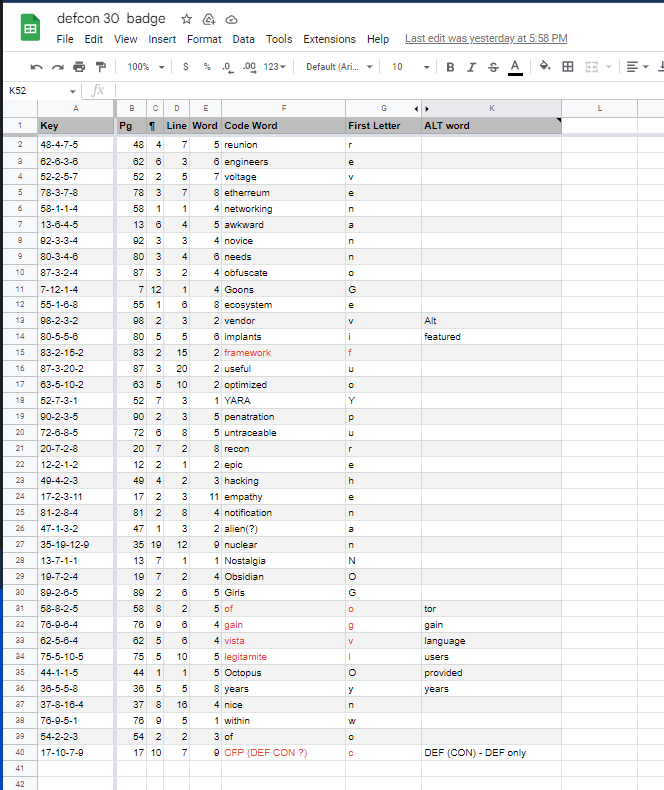 defcon 30 badge
File Edit View Insert Format Data Tools Extensions Help Last edit was yesterday at 5:58 PM
100% $ % .0 .00 123 Default (Ari... 10 B I S A
K52 fx
A B C D E F G K L
1 Key Pg ¶ Line Word Code Word First Letter ALT word
2 48-4-7-5 48 4 7 5 reunion r
3 62-6-3-6 62 6 3 6 engineers e
4 52-2-5-7 52 2 5 7 voltage v
5 78-3-7-8 78 3 7 8 etherreum e
6 58-1-1-4 58 1 1 4 networking n
7 13-6-4-5 13 6 4 5 awkward a
8 92-3-3-4 92 3 3 4 novice n
9 80-3-4-6 80 3 4 6 needs n
10 87-3-2-4 87 3 2 4 obfuscate o
11 7-12-1-4 7 12 1 4 Goons G
12 55-1-6-8 55 1 6 8 ecosystem e
13 98-2-3-2 98 2 3 2 vendor v Alt
14 80-5-5-6 80 5 5 6 implants i featured
15 83-2-15-2 83 2 15 2 framework f
16 87-3-20-2 87 3 20 2 useful u
17 63-5-10-2 63 5 10 2 optimized o
18 52-7-3-1 52 7 3 1 YARA Y
19 90-2-3-5 90 2 3 5 penatration p
20 72-6-8-5 72 6 8 5 untraceable u
21 20-7-2-8 20 7 2 8 recon r
22 12-2-1-2 12 2 1 2 epic e
23 49-4-2-3 49 4 2 3 hacking h
24 17-2-3-11 17 2 3 11 empathy e
25 81-2-8-4 81 2 8 4 notification n
26 47-1-3-2 47 1 3 2 alien(?) a
27 35-19-12-9 35 19 12 9 nuclear n
28 13-7-1-1 13 7 1 1 Nostalgia N
29 19-7-2-4 19 7 2 4 Obsidian O
30 89-2-6-5 89 2 6 5 Girls G
31 58-8-2-5 58 8 2 5 of o tor
32 76-9-6-4 76 9 6 4 gain g gain
33 62-5-6-4 62 5 6 4 vista v language
34 75-5-10-5 75 5 10 5 legitamite l users
35 44-1-1-5 44 1 1 5 Octopus O provided
36 36-5-5-8 36 5 5 8 years y years
37 37-8-16-4 37 8 16 4 nice n
38 76-9-5-1 76 9 5 1 within w
39 54-2-2-3 54 2 2 3 of o
40 17-10-7-9 17 10 7 9 CFP (DEF CON ?) c DEF (CON) - DEF only
41
42